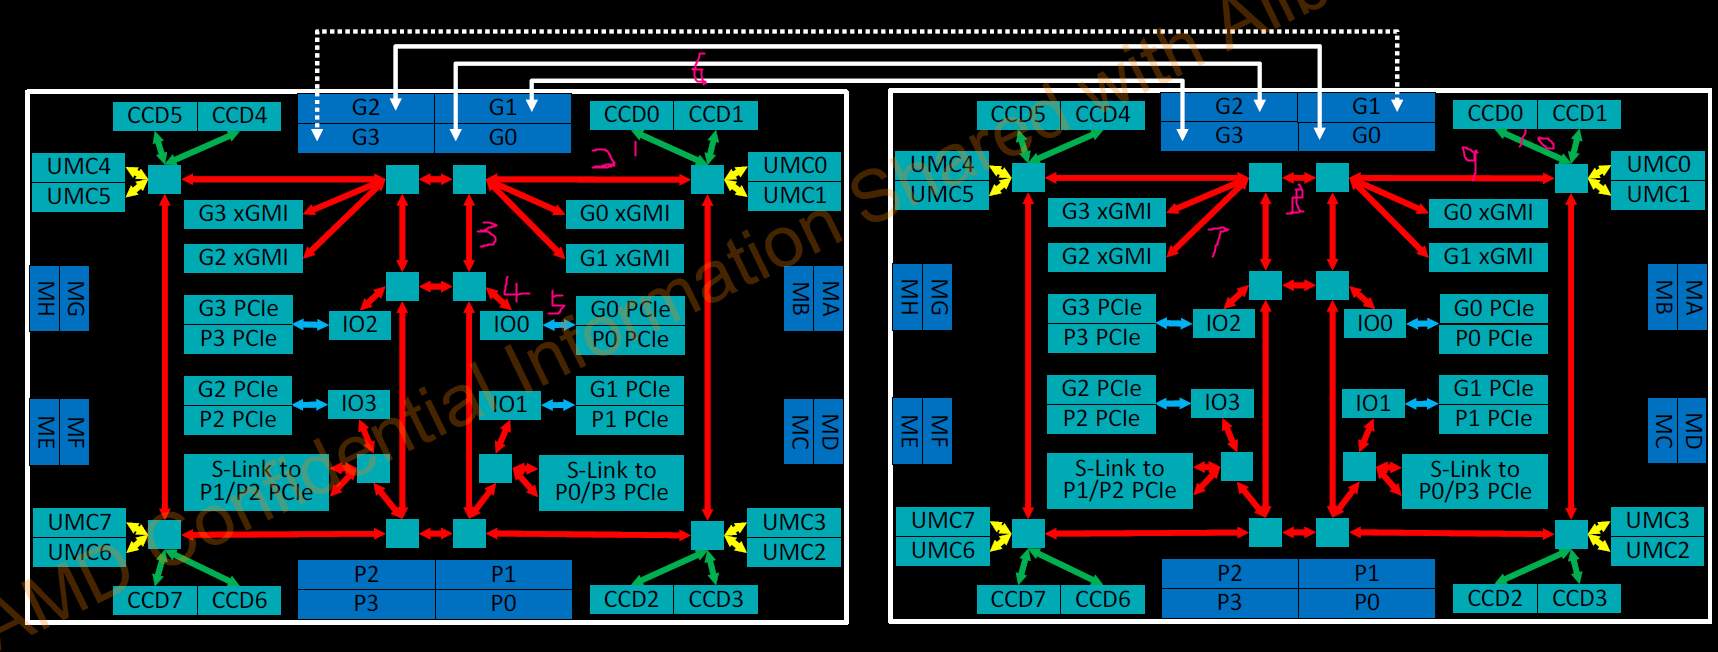 AMD Confidential Information Shared with Alib
6
CCD5 CCD4 G2 G1 CCD0 CCD1 CCD5 CCD4 G2 G1 CCD0 CCD1
G3 G0 G3 G0
2 1 9 10
UMC4 UMC0 UMC4 UMC0
UMC5 UMC1 UMC5 UMC1
8
G3 xGMI G0 xGMI G3 xGMI G0 xGMI
3 7
G2 xGMI G1 xGMI G2 xGMI G1 xGMI
MH MG MB MA MH MG MB MA
4 5
G3 PCIe G0 PCIe G3 PCIe G0 PCIe
IO2 IO0 IO2 IO0
P3 PCIe P0 PCIe P3 PCIe P0 PCIe
G2 PCIe G1 PCIe G2 PCIe G1 PCIe
IO3 IO1 IO3 IO1
P2 PCIe P1 PCIe P2 PCIe P1 PCIe
ME MF MC MD ME MF MC MD
S-Link to S-Link to S-Link to S-Link to
P1/P2 PCIe P0/P3 PCIe P1/P2 PCIe P0/P3 PCIe
UMC7 UMC3 UMC7 UMC3
UMC6 UMC2 UMC6 UMC2
P2 P1 P2 P1
CCD7 CCD6 P3 P0 CCD2 CCD3 CCD7 CCD6 P3 P0 CCD2 CCD3